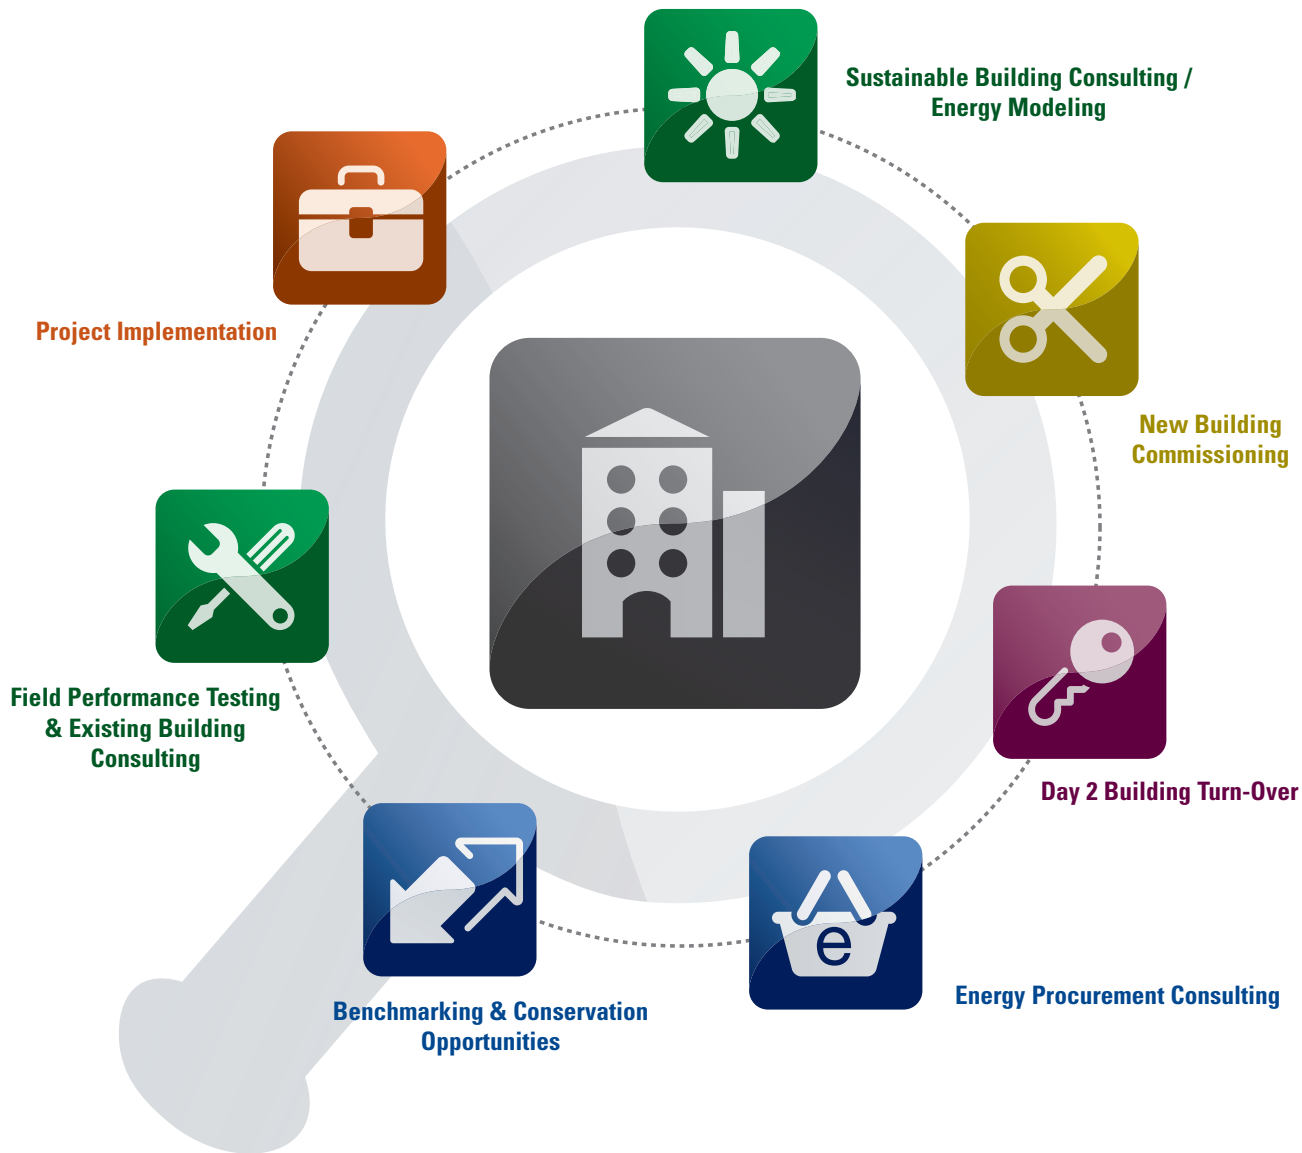 Sustainable Building Consulting /
Energy Modeling
Project Implementation
New Building
Commissioning
Field Performance Testing
& Existing Building
Consulting
Day 2 Building Turn-Over
e
Energy Procurement Consulting
Benchmarking & Conservation
Opportunities